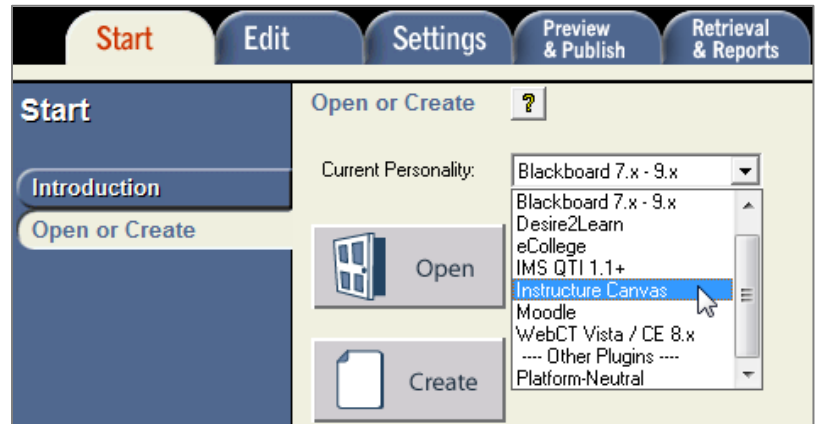 Start
Edit
Settings
Preview
& Publish
Retrieval
& Reports
Start
Introduction
Open or Create
Open or Create
?
Current Personality:
Blackboard 7.x - 9.x
Blackboard 7.x - 9.x
Desire2Learn
eCollege
IMS QTI 1.1+
Instructure Canvas
Moodle
WebCT Vista / CE 8.x
---- Other Plugins ----
Platform-Neutral
Open
Create